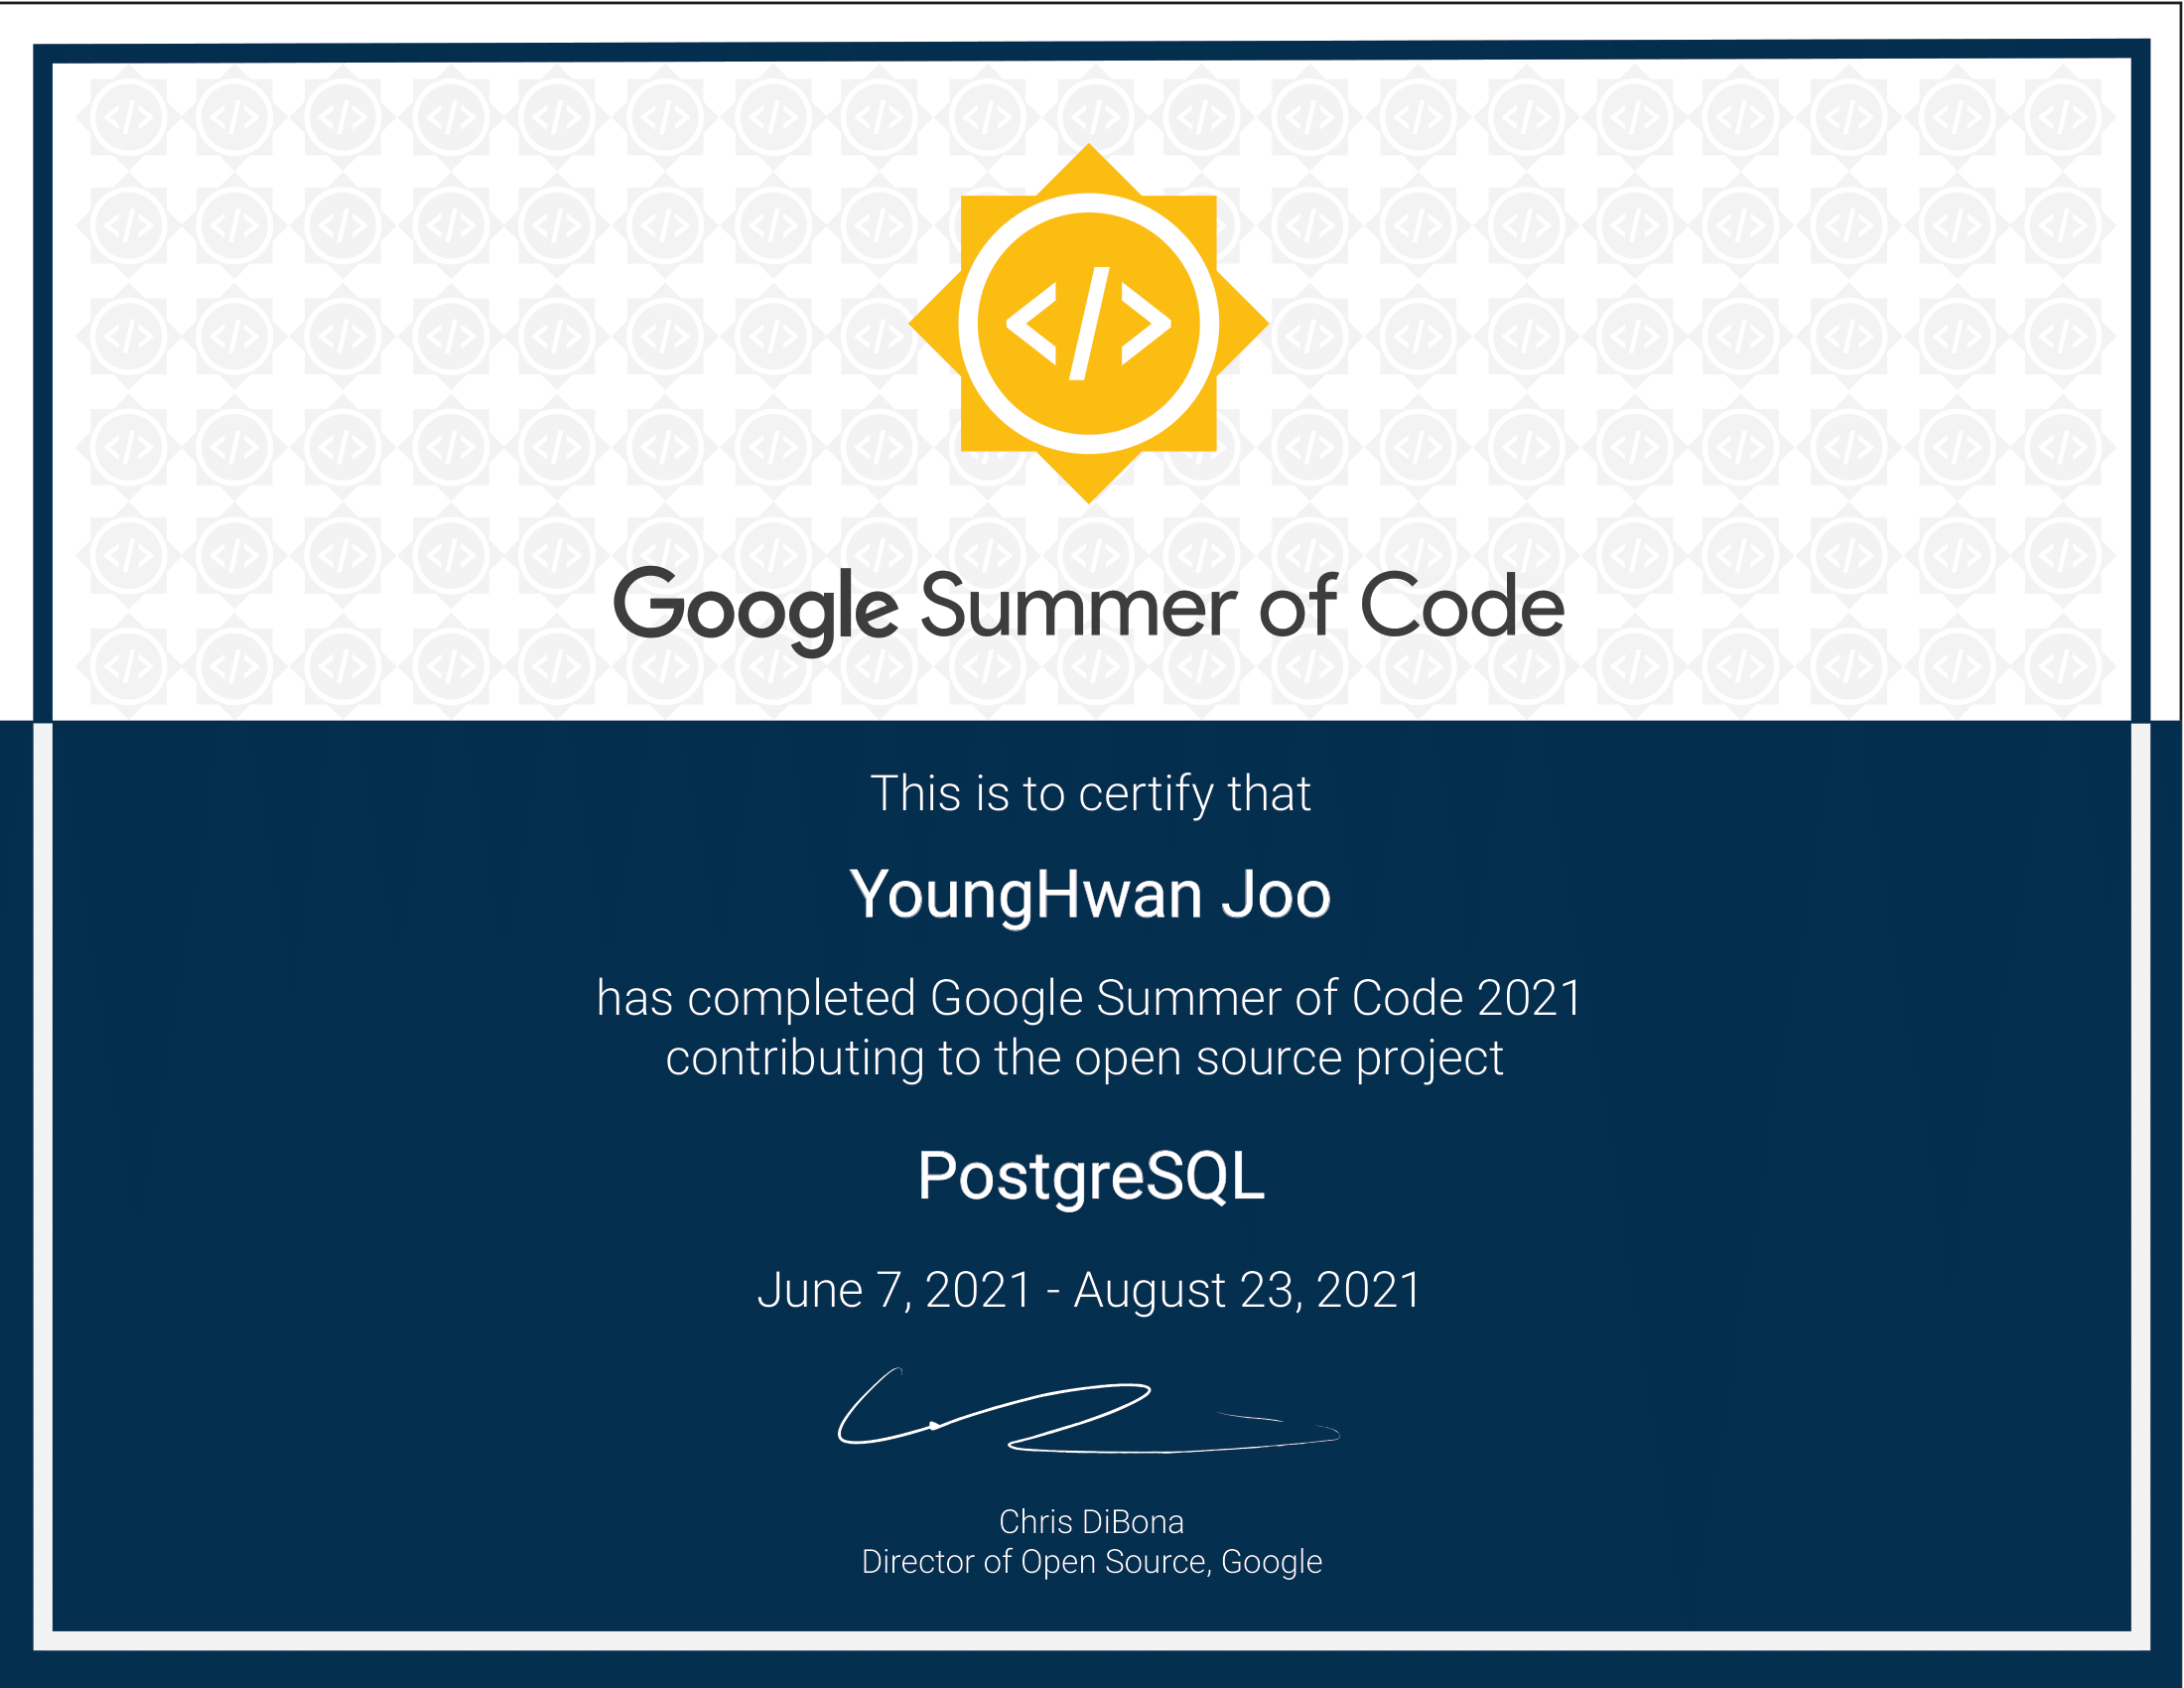 Google Summer of Code
This is to certify that
YoungHwan Joo
has completed Google Summer of Code 2021
contributing to the open source project
PostgreSQL
June 7, 2021 - August 23, 2021
Chris DiBona
Director of Open Source, Google